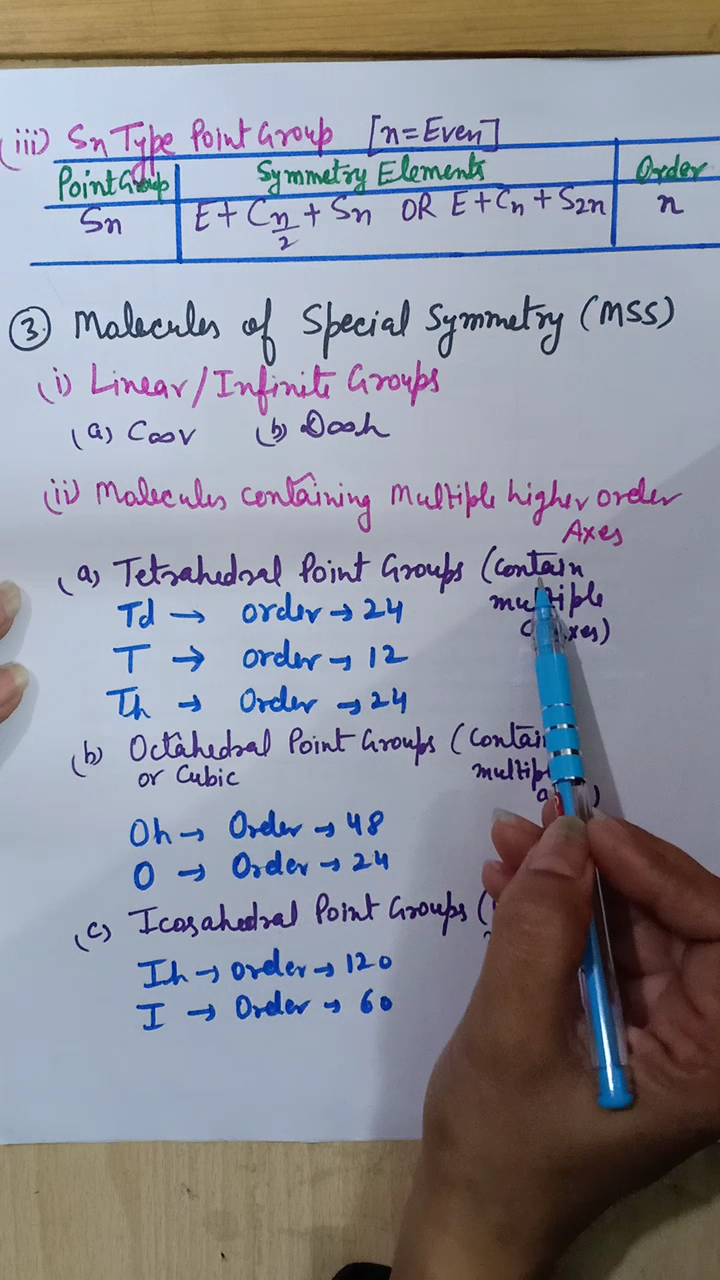 (iii) Sn Type Point Group [n=Even]
Point Group Symmetry Elements Order
Sn E + Cn/2 + Sn OR E + Cn + S2n n
③ Molecules of Special Symmetry (MSS)
(i) Linear/Infinite Groups
(a) C∞v (b) D∞h
(ii) Molecules containing Multiple higher order
Axes
(a) Tetrahedral Point Groups (contain
multiple
axes)
Td → order → 24
T → order → 12
Th → Order → 24
(b) Octahedral Point Groups (Contain
or Cubic multiple
Oh → Order → 48
O → Order → 24
(c) Icosahedral Point Groups (
Ih → order → 120
I → Order → 60